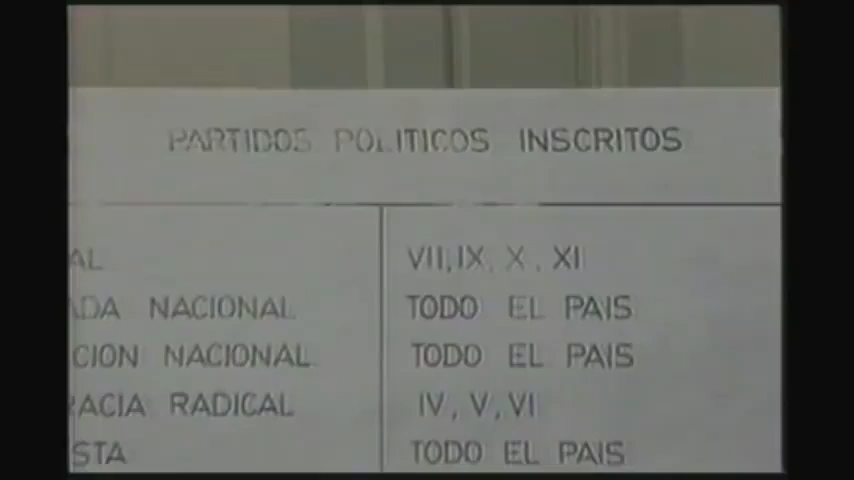 PARTIDOS POLITICOS INSCRITOS
AL VII, IX, X, XI
ADA NACIONAL TODO EL PAIS
CION NACIONAL TODO EL PAIS
RACIA RADICAL IV, V, VI
STA TODO EL PAIS